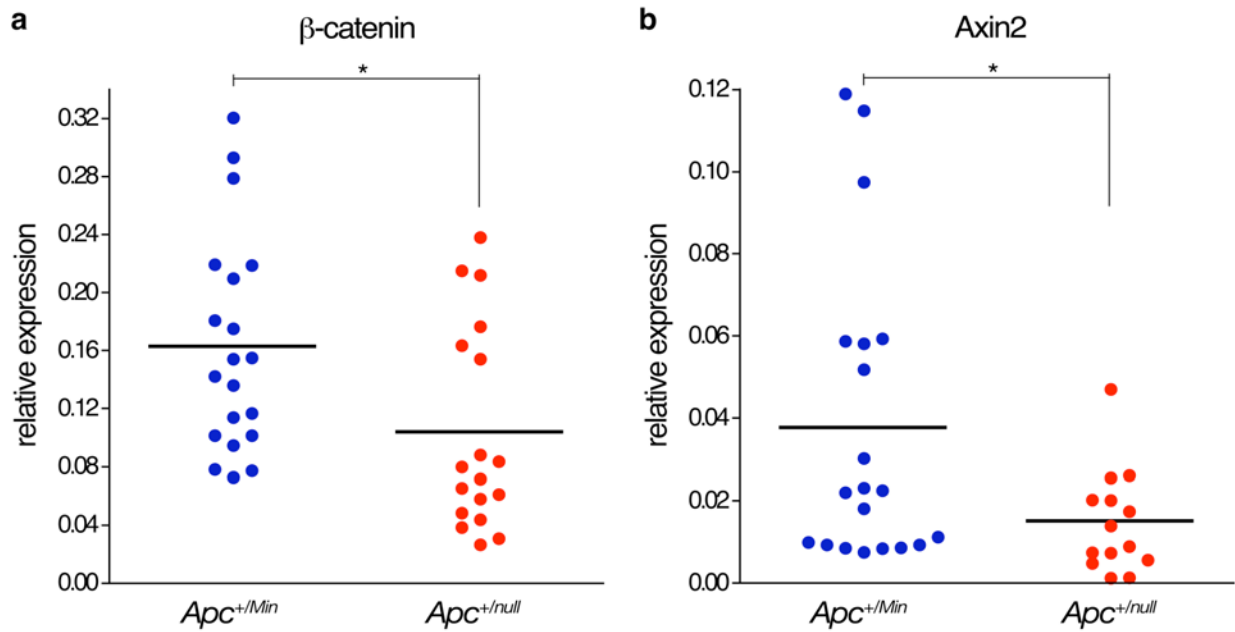 a
β-catenin
*
relative expression
0.32
0.28
0.24
0.20
0.16
0.12
0.08
0.04
0.00
Apc+/Min
Apc+/null
b
Axin2
*
relative expression
0.12
0.10
0.08
0.06
0.04
0.02
0.00
Apc+/Min
Apc+/null